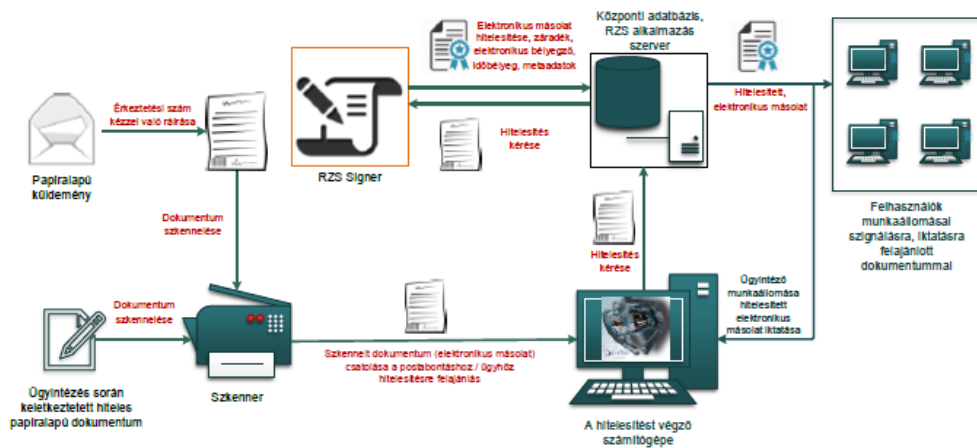 Elektronikus másolat
hitelesítése, záradék,
elektronikus bélyegző,
időbélyeg, metaadatok
Központi adatbázis,
RZS alkalmazás
szerver
Érkeztetési szám
kézzel való ráírása
Hitelesítés
kérése
Hitelesített,
elektronikus másolat
Papíralapú
küldemény
RZS Signer
Felhasználók
munkaállomásai
szignálásra, iktatásra
felajánlott
dokumentummal
Dokumentum
szkennelése
Hitelesítés
kérése
Dokumentum
szkennelése
Ügyintéző
munkaállomása
hitelesített
elektronikus
másolat iktatása
Szkennelt dokumentum (elektronikus másolat)
csatolása a postabontáshoz / ügyhöz
hitelesítésre felajánlás
Ügyintézés során
keletkeztetett hiteles
papíralapú dokumentum
Szkenner
A hitelesítést végző
számítógépe